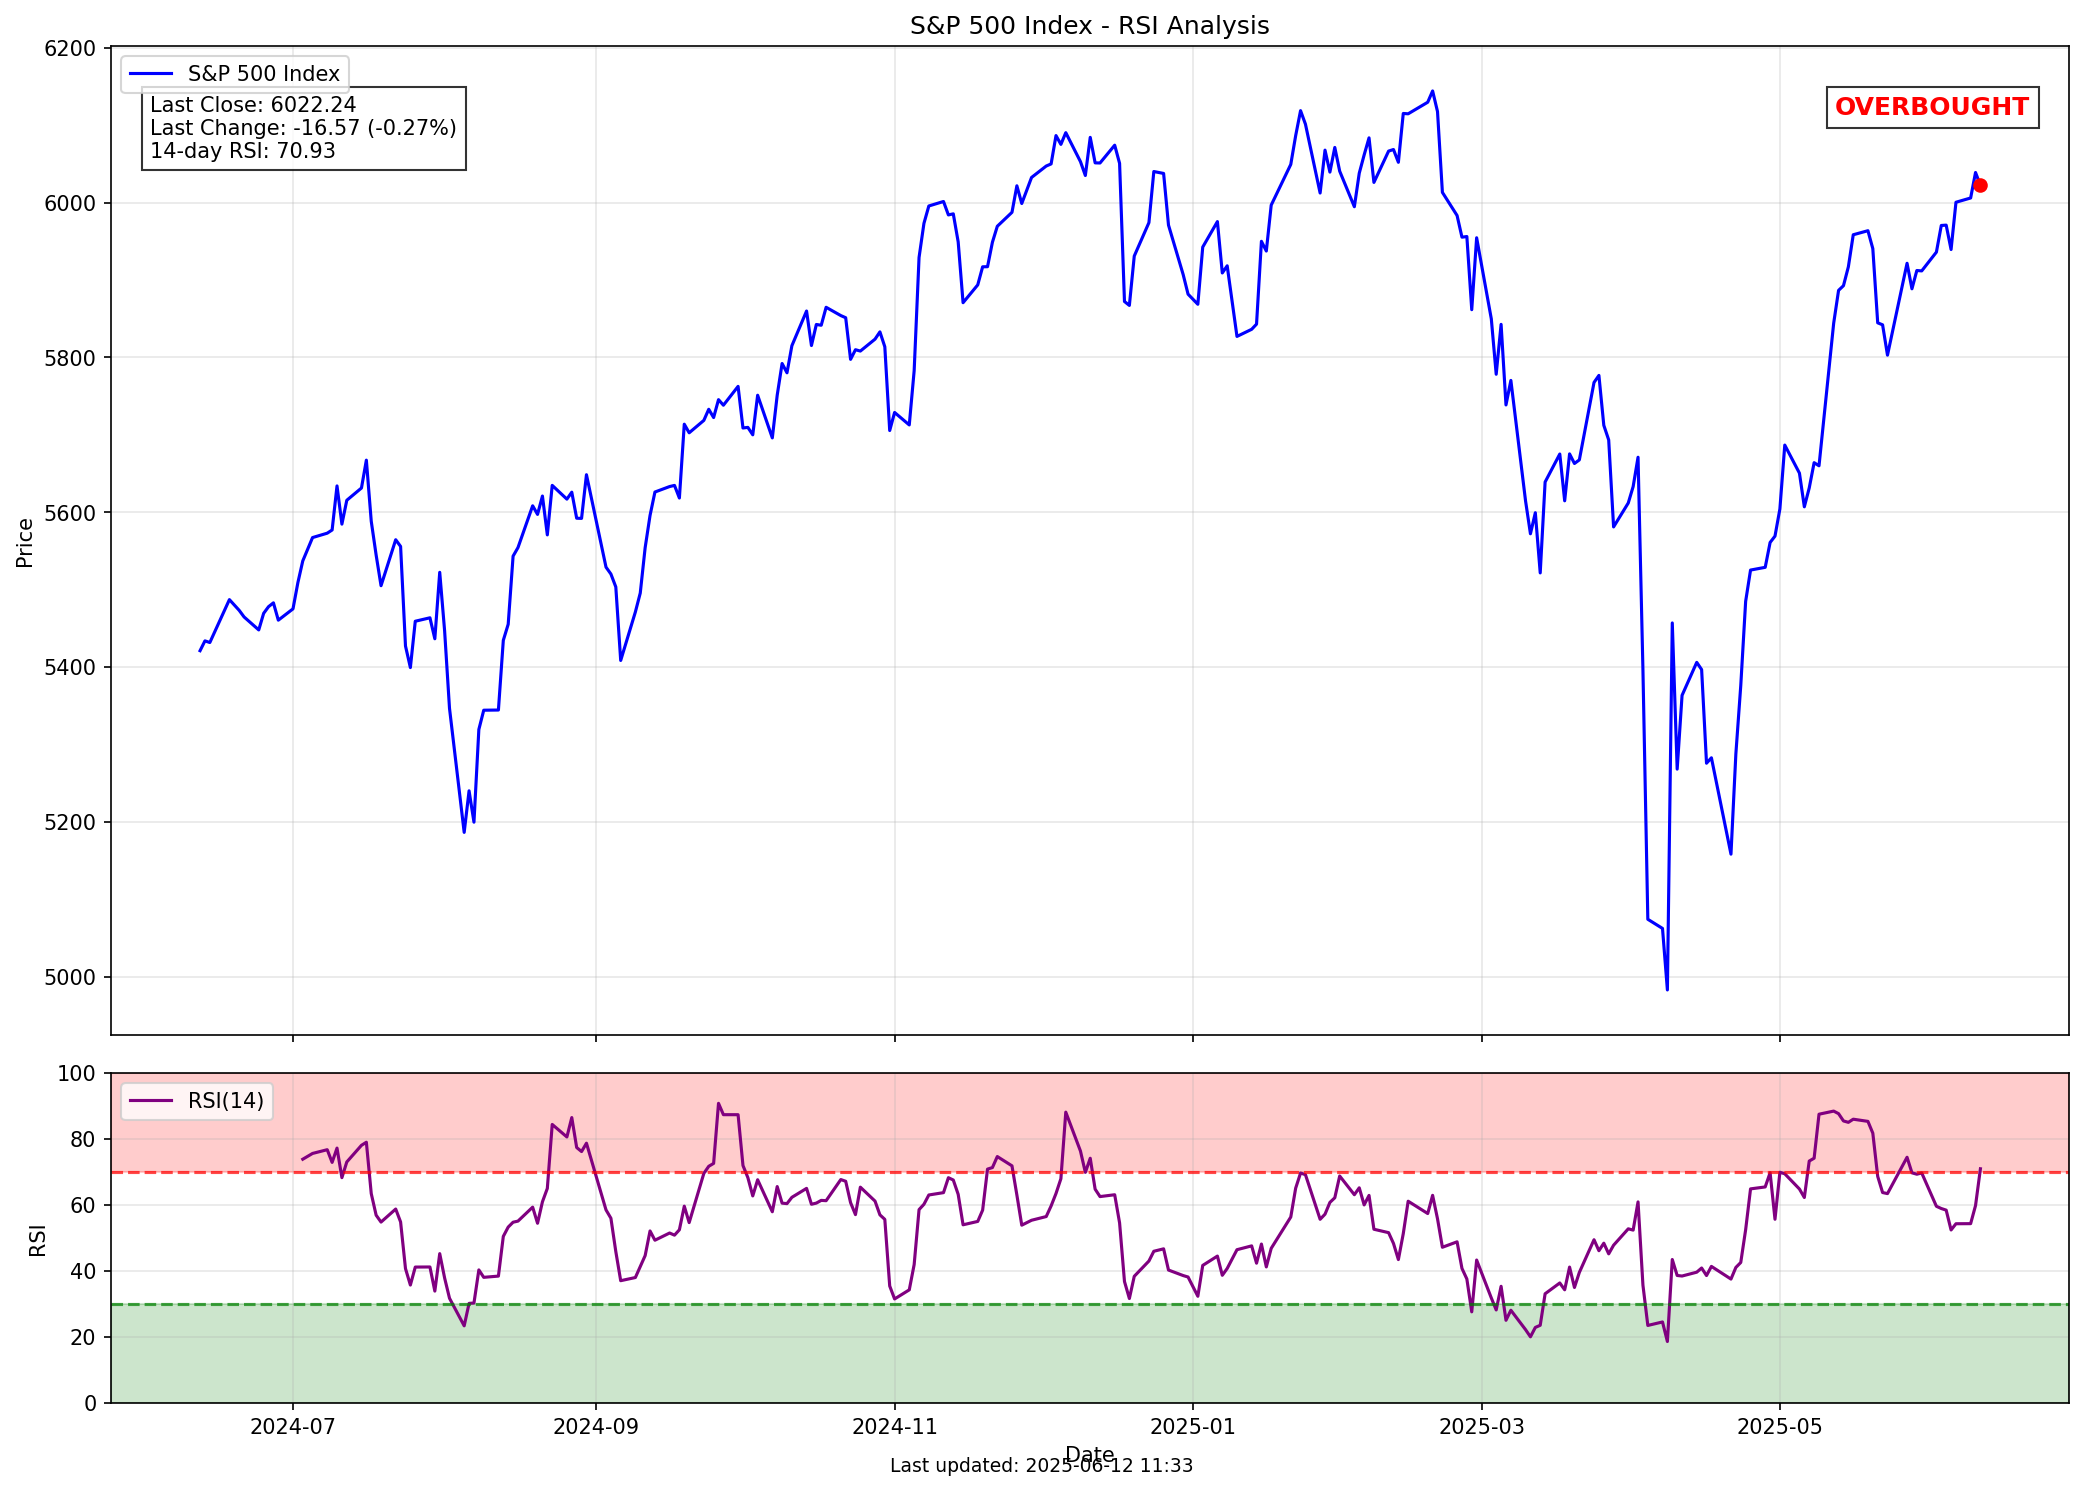 S&P 500 Index - RSI Analysis
6200
S&P 500 Index
Last Close: 6022.24
Last Change: -16.57 (-0.27%)
14-day RSI: 70.93
OVERBOUGHT
6000
5800
5600
Price
5400
5200
5000
100
RSI(14)
80
60
RSI
40
20
0
2024-07
2024-09
2024-11
2025-01
2025-03
2025-05
Date
Last updated: 2025-06-12 11:33